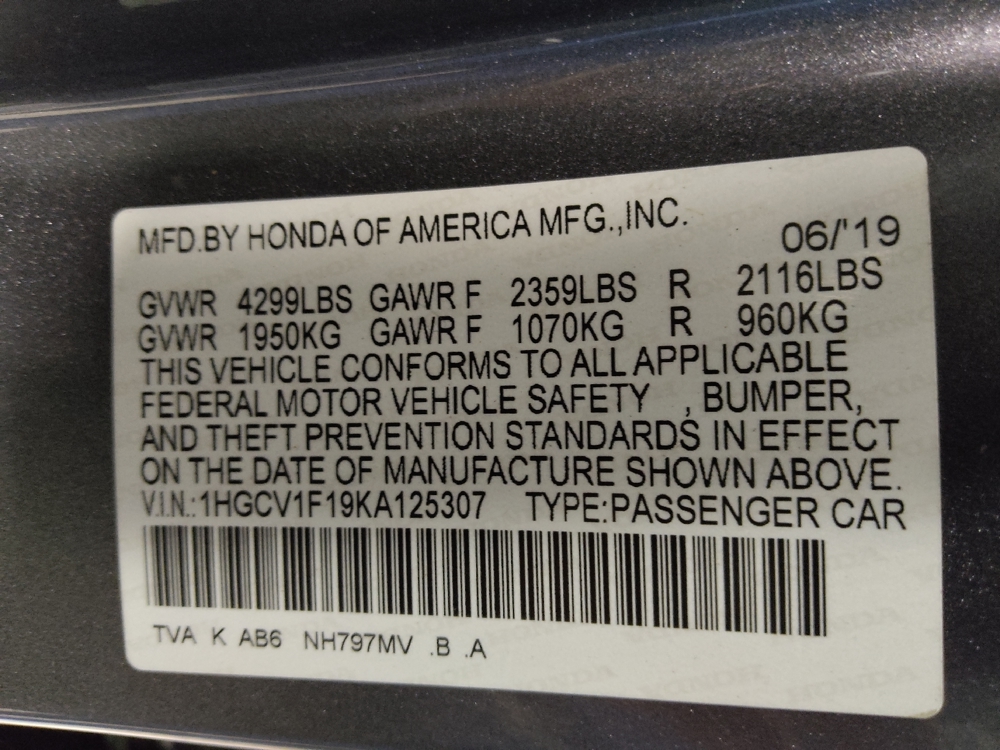 MFD.BY HONDA OF AMERICA MFG.,INC. 06/'19
GVWR 4299LBS GAWR F 2359LBS R 2116LBS
GVWR 1950KG GAWR F 1070KG R 960KG
THIS VEHICLE CONFORMS TO ALL APPLICABLE
FEDERAL MOTOR VEHICLE SAFETY , BUMPER,
AND THEFT PREVENTION STANDARDS IN EFFECT
ON THE DATE OF MANUFACTURE SHOWN ABOVE.
V.I.N.:1HGCV1F19KA125307 TYPE:PASSENGER CAR
TVA K AB6 NH797MV .B .A
HONDA